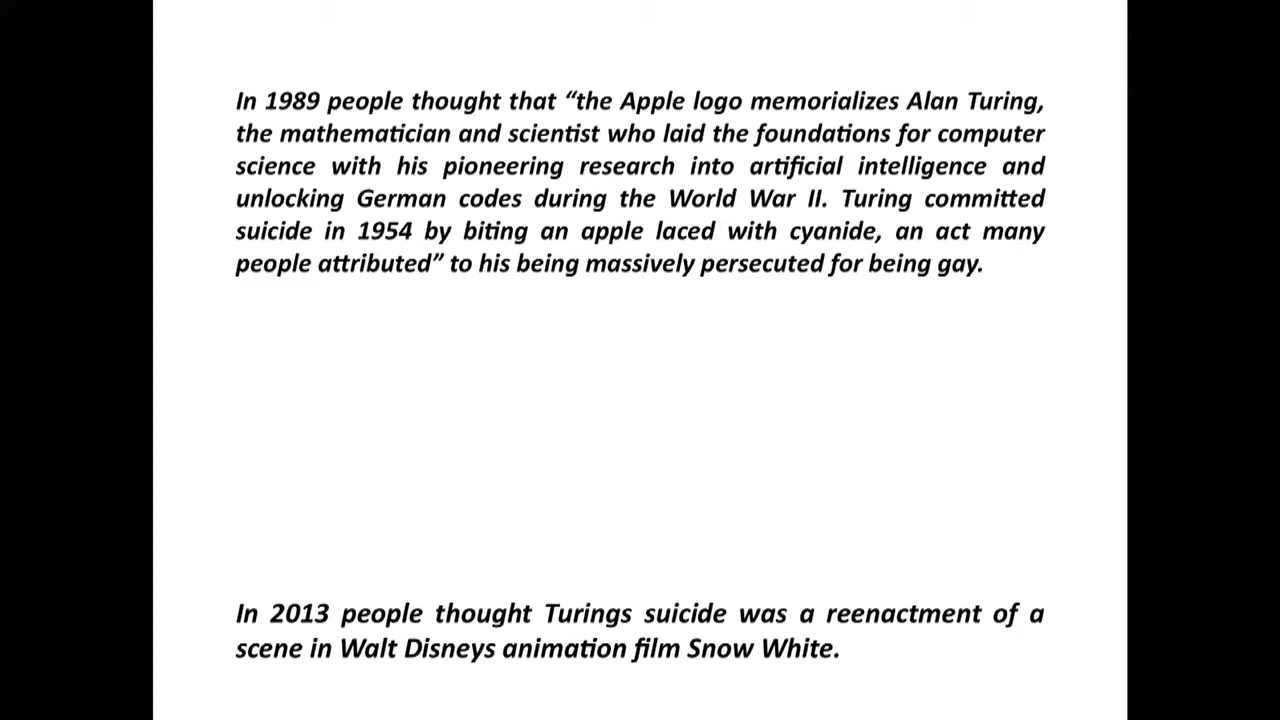 In 1989 people thought that “the Apple logo memorializes Alan Turing,
the mathematician and scientist who laid the foundations for computer
science with his pioneering research into artificial intelligence and
unlocking German codes during the World War II. Turing committed
suicide in 1954 by biting an apple laced with cyanide, an act many
people attributed” to his being massively persecuted for being gay.
In 2013 people thought Turings suicide was a reenactment of a
scene in Walt Disneys animation film Snow White.